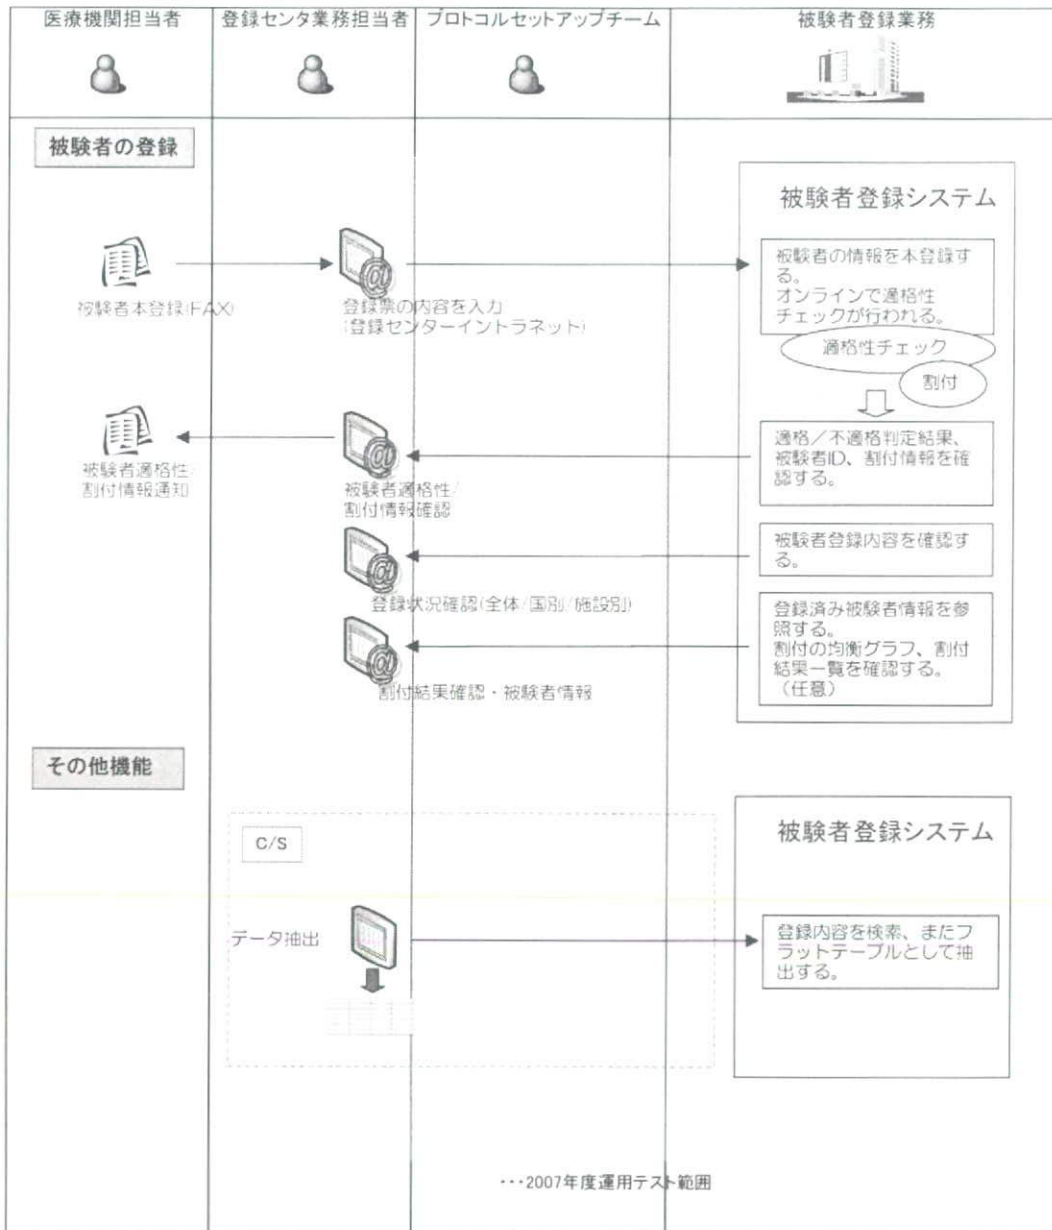 医療機関担当者
登録センタ業務担当者
プロトコルセットアップチーム
被験者登録業務
被験者の登録
被験者登録システム
被験者本登録(FAX)
登録票の内容を入力
(登録センターイントラネット)
被験者の情報を本登録す
る。
オンラインで適格性
チェックが行われる。
適格性チェック
割付
被験者適格性/
割付情報通知
被験者適格性/
割付情報確認
適格/不適格判定結果、
被験者ID、割付情報を確
認する。
登録状況確認(全体/国別/施設別)
被験者登録内容を確認す
る。
割付結果確認・被験者情報
登録済み被験者情報を参
照する。
割付の均衡グラフ、割付
結果一覧を確認する。
(任意)
その他機能
C/S
被験者登録システム
データ抽出
登録内容を検索、またフ
ラットテーブルとして抽
出する。
・・・2007年度運用テスト範囲